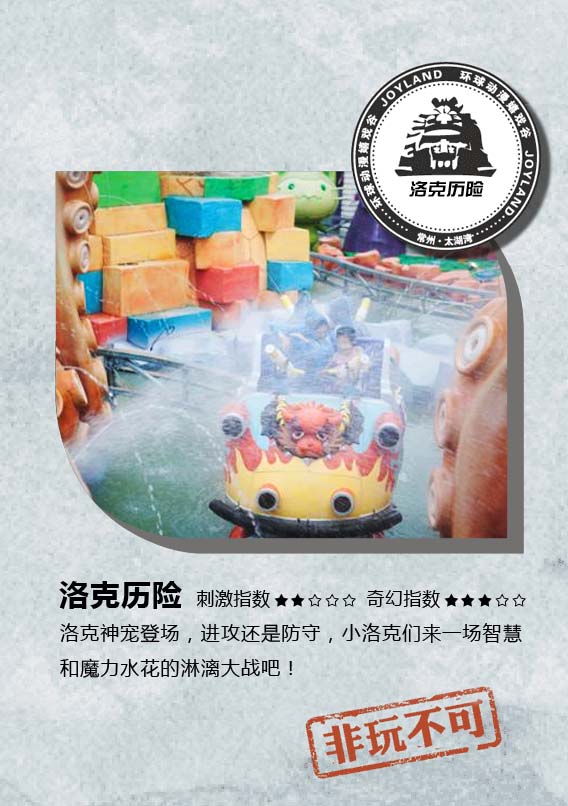 环球动漫嬉戏谷 JOYLAND 环球动漫嬉戏谷 JOYLAND
洛克历险
常州·太湖湾
洛克历险 刺激指数★★☆☆☆ 奇幻指数★★★☆☆
洛克神宠登场，进攻还是防守，小洛克们来一场智慧
和魔力水花的淋漓大战吧！
非玩不可